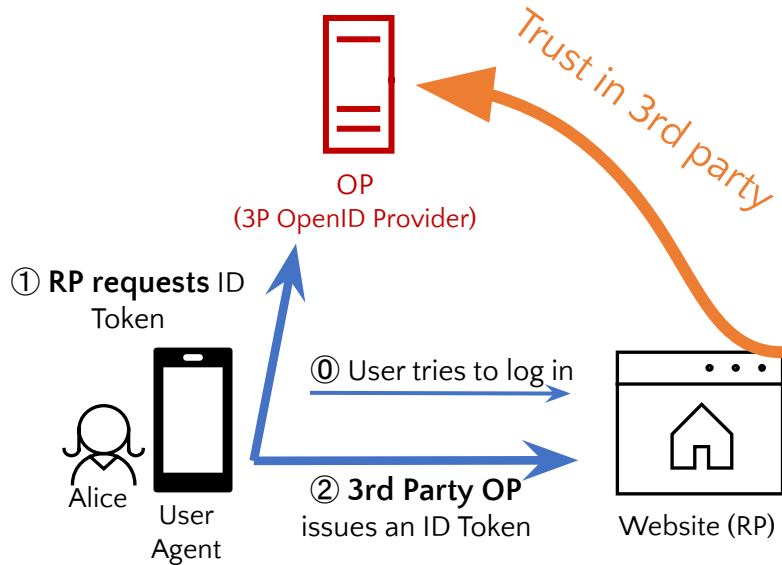 Trust in 3rd party
OP
(3P OpenID Provider)
① RP requests ID
Token
⓪ User tries to log in
Alice
User
Agent
② 3rd Party OP
issues an ID Token
Website (RP)